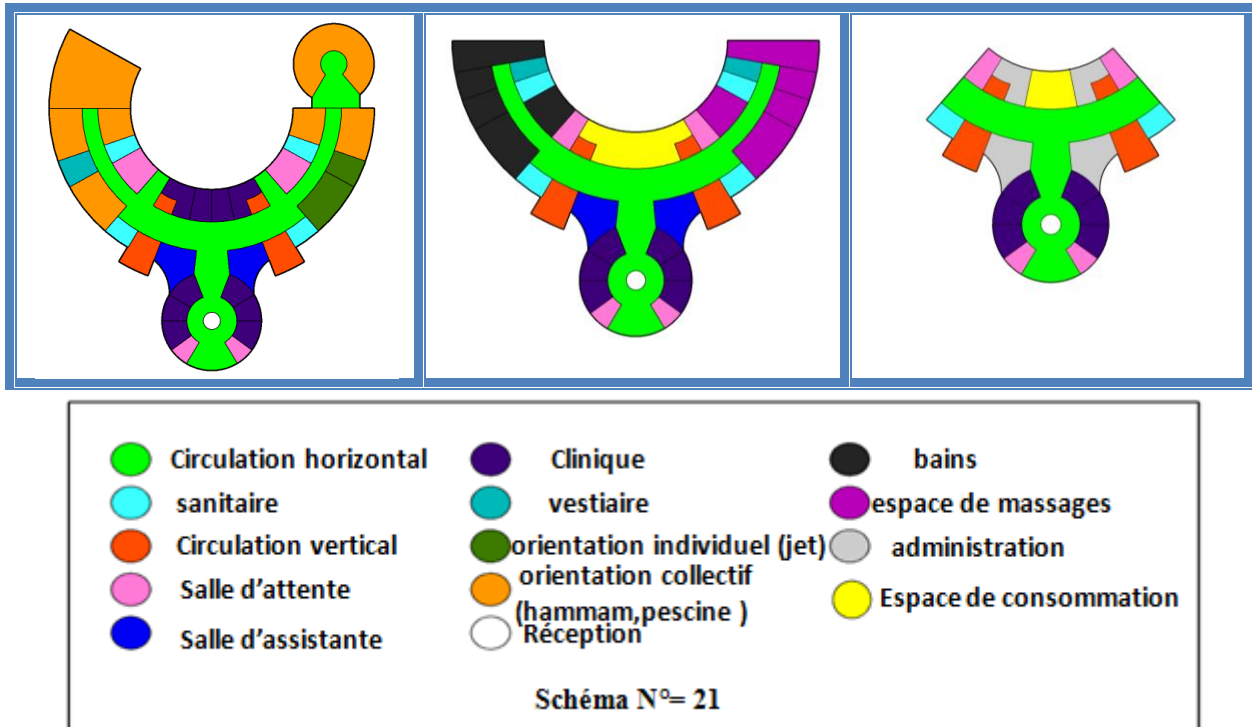 Circulation horizontal
sanitaire
Circulation vertical
Salle d'attente
Salle d'assistante
Clinique
vestiaire
orientation individuel (jet)
orientation collectif
(hammam,pescine )
Réception
bains
espace de massages
administration
Espace de consommation
Schéma N°= 21